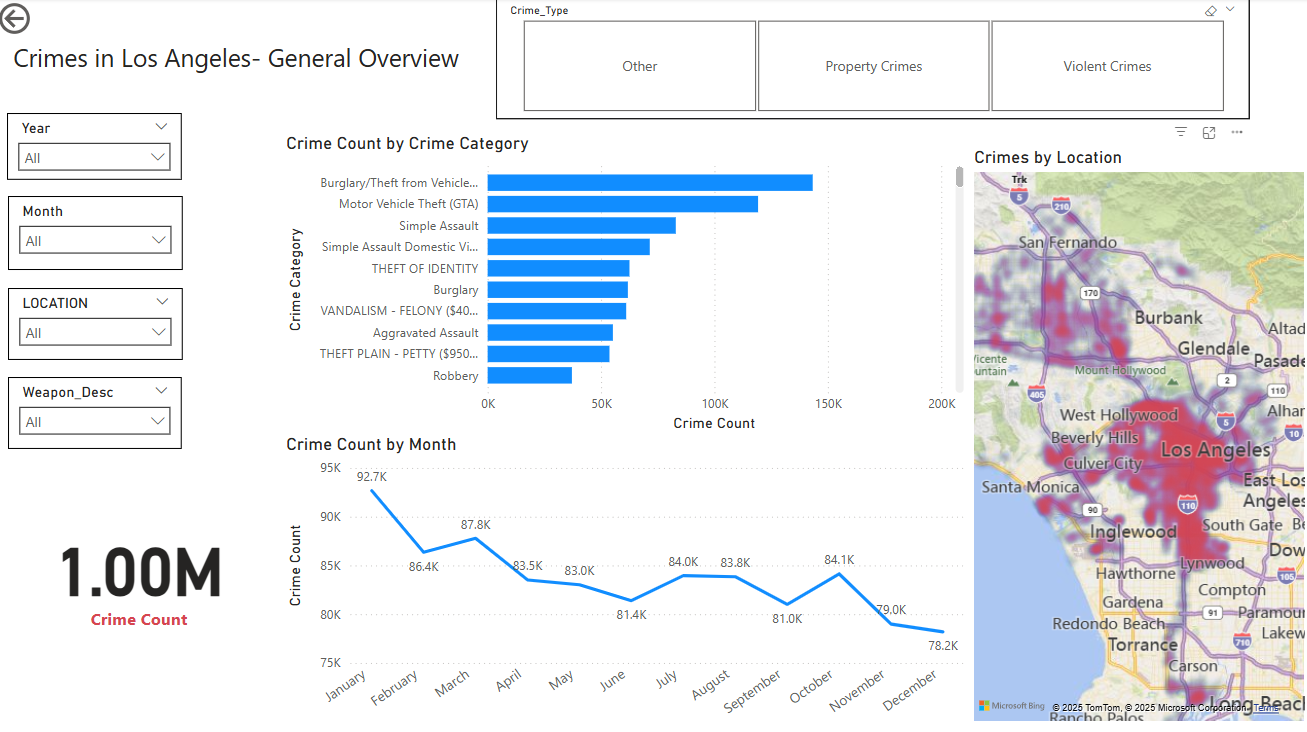 Crime_Type
Other
Property Crimes
Violent Crimes
Crimes in Los Angeles- General Overview
Year
All
Month
All
LOCATION
All
Weapon_Desc
All
1.00M
Crime Count
Crime Count by Crime Category
Crime Category
Burglary/Theft from Vehicle...
Motor Vehicle Theft (GTA)
Simple Assault
Simple Assault Domestic Vi...
THEFT OF IDENTITY
Burglary
VANDALISM - FELONY ($40...
Aggravated Assault
THEFT PLAIN - PETTY ($950...
Robbery
0K 50K 100K 150K 200K
Crime Count
Crime Count by Month
Crime Count
95K
90K
85K
80K
75K
92.7K
86.4K
87.8K
83.5K
83.0K
81.4K
84.0K
83.8K
81.0K
84.1K
79.0K
78.2K
January February March April May June July August September October November December
Crimes by Location
Trk
5
210
San Fernando
170
Burbank
Altad
Glendale
Pasade
Vicente
untain
Mount Hollywood
2
110
405
Alhar
West Hollywood
5
10
Beverly Hills
Los Angeles
Culver City
East Los
Santa Monica
Angeles
110
90
South Gate
Be
Inglewood
Dow
Lynwood
Hawthorne
105
Compton
Gardena
91
Paramour
Redondo Beach
Lakew
710
Torrance
Carson
Long Beach
Microsoft Bing
© 2025 TomTom, © 2025 Microsoft Corporation, Terms
Rancho Palos